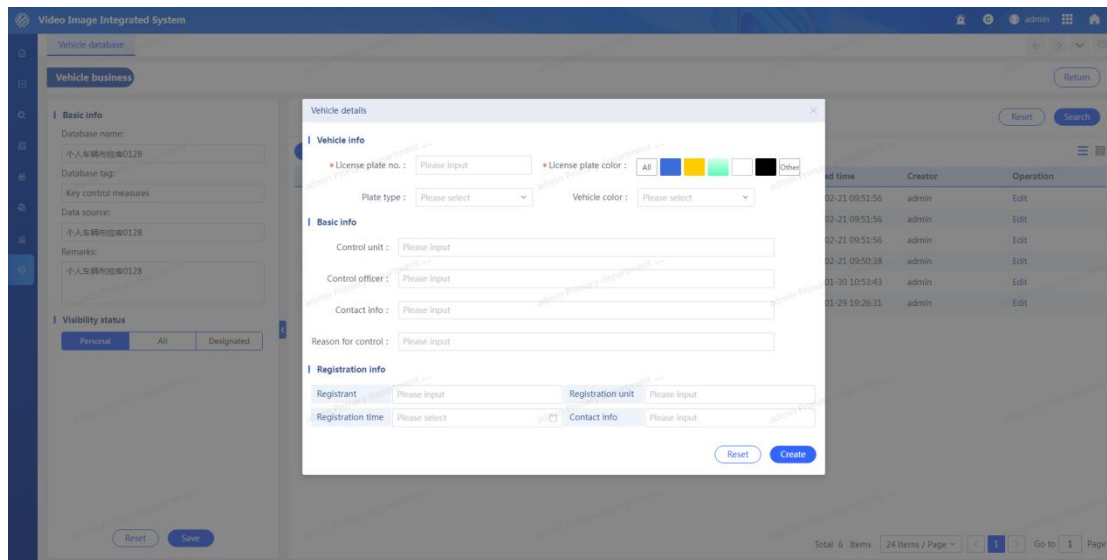 Video Image Integrated System
admin
Vehicle database
Vehicle business
Return
Basic info
Database name:
个人车辆布控库0128
Database tag:
Key control measures
Data source:
个人车辆布控库0128
Remarks:
个人车辆布控库0128
Visibility status
Personal All Designated
Reset Save
Reset Search
ed time Creator Operation
02-21 09:51:56 admin Edit
02-21 09:51:56 admin Edit
02-21 09:51:56 admin Edit
02-21 09:50:38 admin Edit
01-30 10:53:43 admin Edit
01-29 19:26:31 admin Edit
Total 6 Items 24 Items / Page 1 Go to 1 Page
Vehicle details
Vehicle info
* License plate no. : Please input * License plate color : All Other
Plate type : Please select Vehicle color : Please select
Basic info
Control unit : Please input
Control officer : Please input
Contact info : Please input
Reason for control : Please input
Registration info
Registrant Please input Registration unit Please input
Registration time Please select Contact info Please input
Reset Create